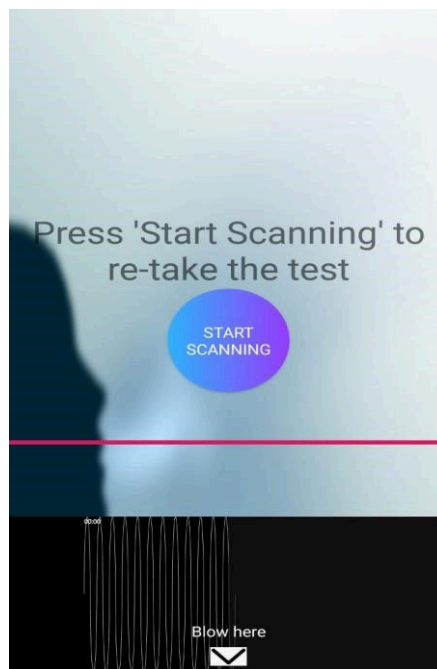 Press 'Start Scanning' to
re-take the test
START
SCANNING
00:00
Blow here